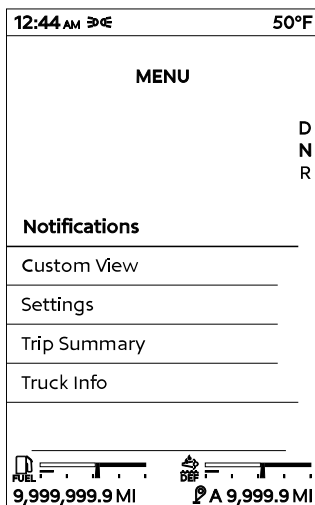 12:44 AM 50°F
MENU
D
N
R
Notifications
Custom View
Settings
Trip Summary
Truck Info
FUEL DEF
9,999,999.9 MI A 9,999.9 MI